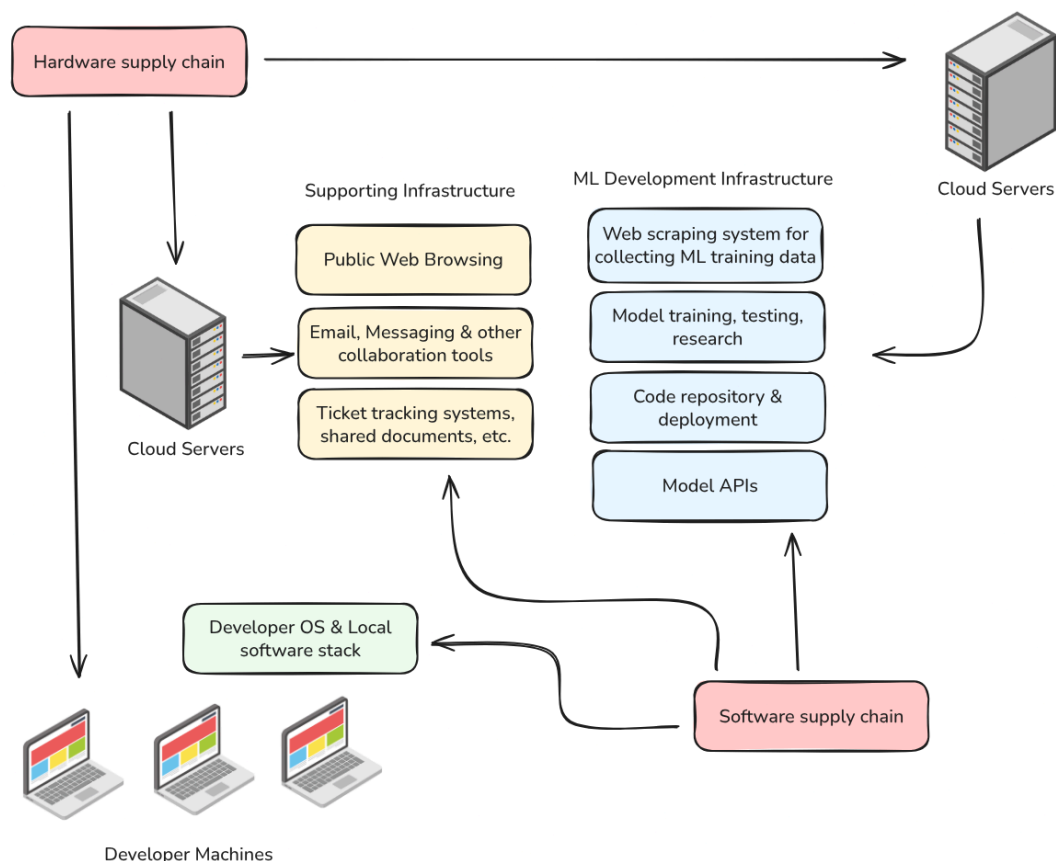 Hardware supply chain
Cloud Servers
Supporting Infrastructure
Public Web Browsing
Email, Messaging & other
collaboration tools
Ticket tracking systems,
shared documents, etc.
ML Development Infrastructure
Web scraping system for
collecting ML training data
Model training, testing,
research
Code repository &
deployment
Model APIs
Cloud Servers
Developer OS & Local
software stack
Software supply chain
Developer Machines